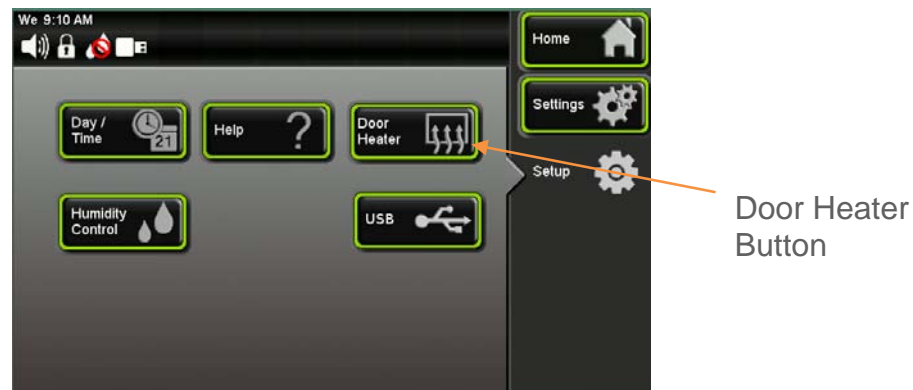 We 9:10 AM
Home
Settings
Day /
Time
21
Help
?
Door
Heater
Setup
Humidity
Control
USB
Door Heater
Button